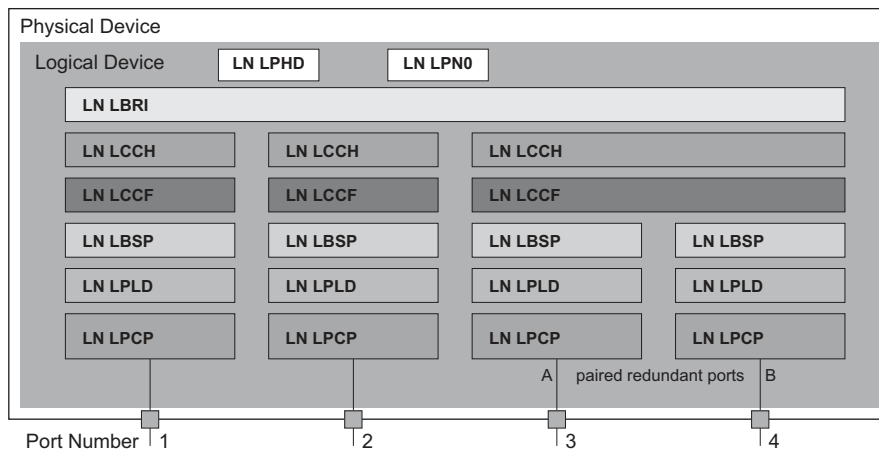 Physical Device
Logical Device LN LPHD LN LPN0
LN LBRI
LN LCCH LN LCCH LN LCCH
LN LCCF LN LCCF LN LCCF
LN LBSP LN LBSP LN LBSP LN LBSP
LN LPLD LN LPLD LN LPLD LN LPLD
LN LPCP LN LPCP LN LPCP LN LPCP
A paired redundant ports B
Port Number 1 2 3 4